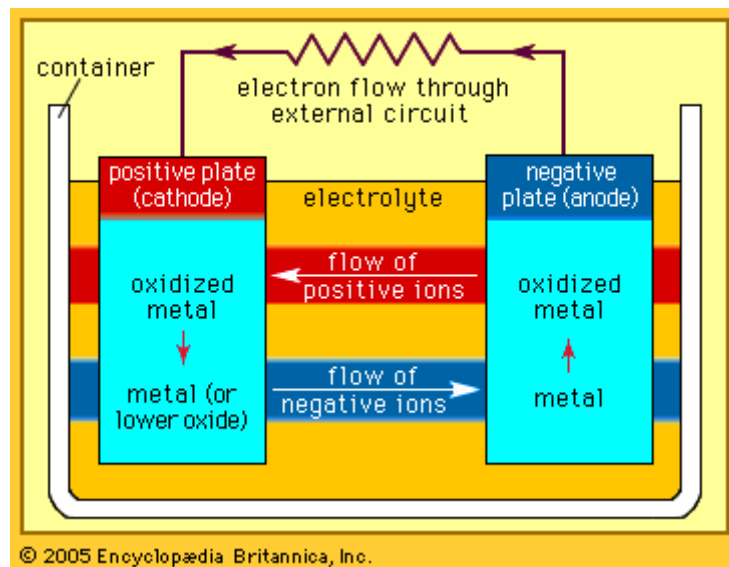 container
electron flow through
external circuit
positive plate
(cathode)
electrolyte
negative
plate (anode)
flow of
positive ions
oxidized
metal
oxidized
metal
flow of
negative ions
metal (or
lower oxide)
metal
© 2005 Encyclopædia Britannica, Inc.